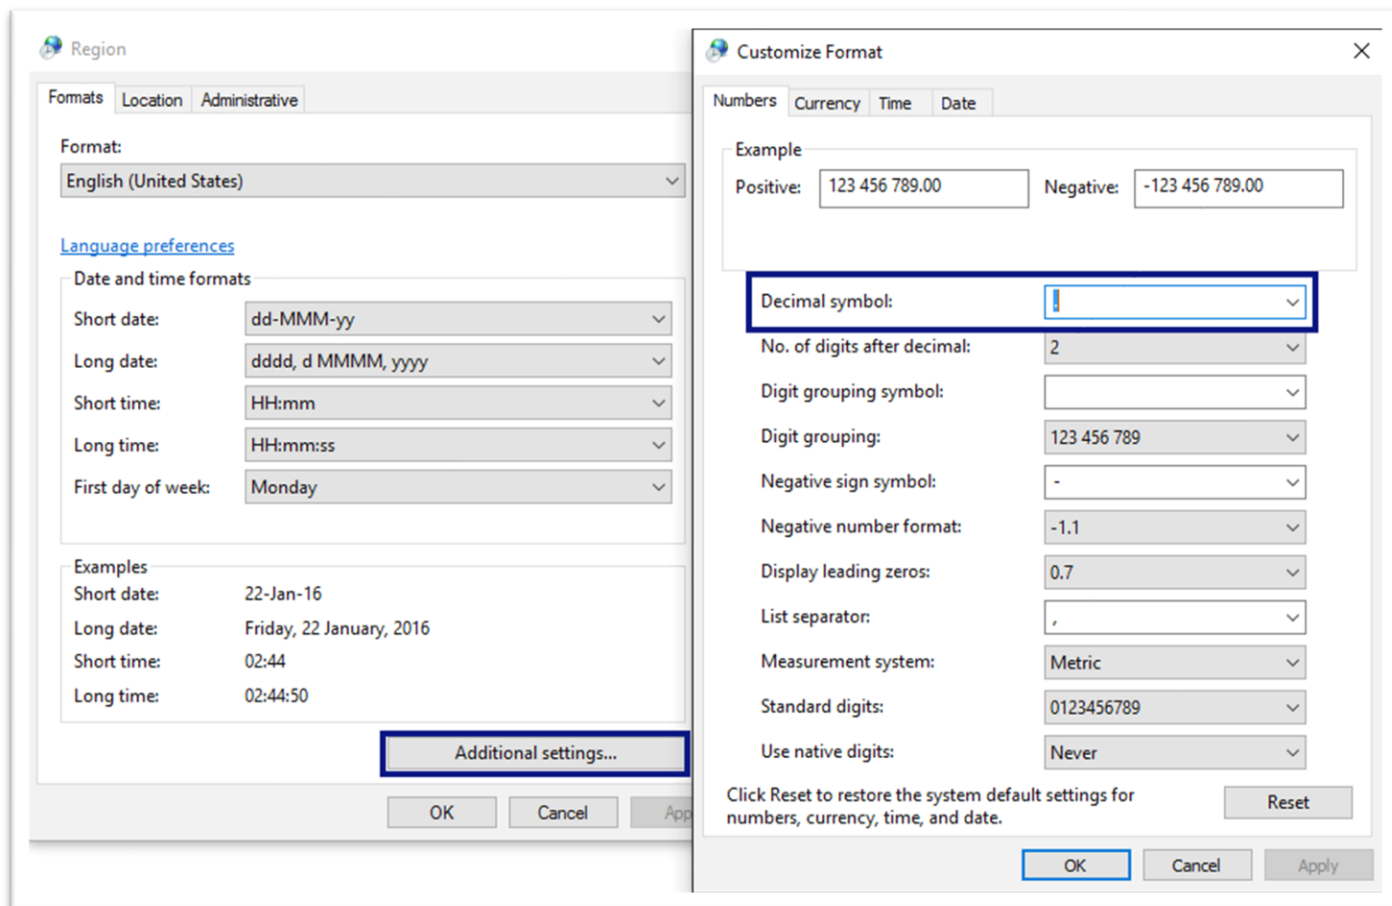 Region
Formats Location Administrative
Format:
English (United States)
Language preferences
Date and time formats
Short date: dd-MMM-yy
Long date: dddd, d MMMM, yyyy
Short time: HH:mm
Long time: HH:mm:ss
First day of week: Monday
Examples
Short date: 22-Jan-16
Long date: Friday, 22 January, 2016
Short time: 02:44
Long time: 02:44:50
Additional settings...
OK Cancel App
Customize Format
Numbers Currency Time Date
Example
Positive: 123 456 789.00 Negative: -123 456 789.00
Decimal symbol: .
No. of digits after decimal: 2
Digit grouping symbol:
Digit grouping: 123 456 789
Negative sign symbol: -
Negative number format: -1.1
Display leading zeros: 0.7
List separator: ,
Measurement system: Metric
Standard digits: 0123456789
Use native digits: Never
Click Reset to restore the system default settings for
numbers, currency, time, and date.
Reset
OK Cancel Apply